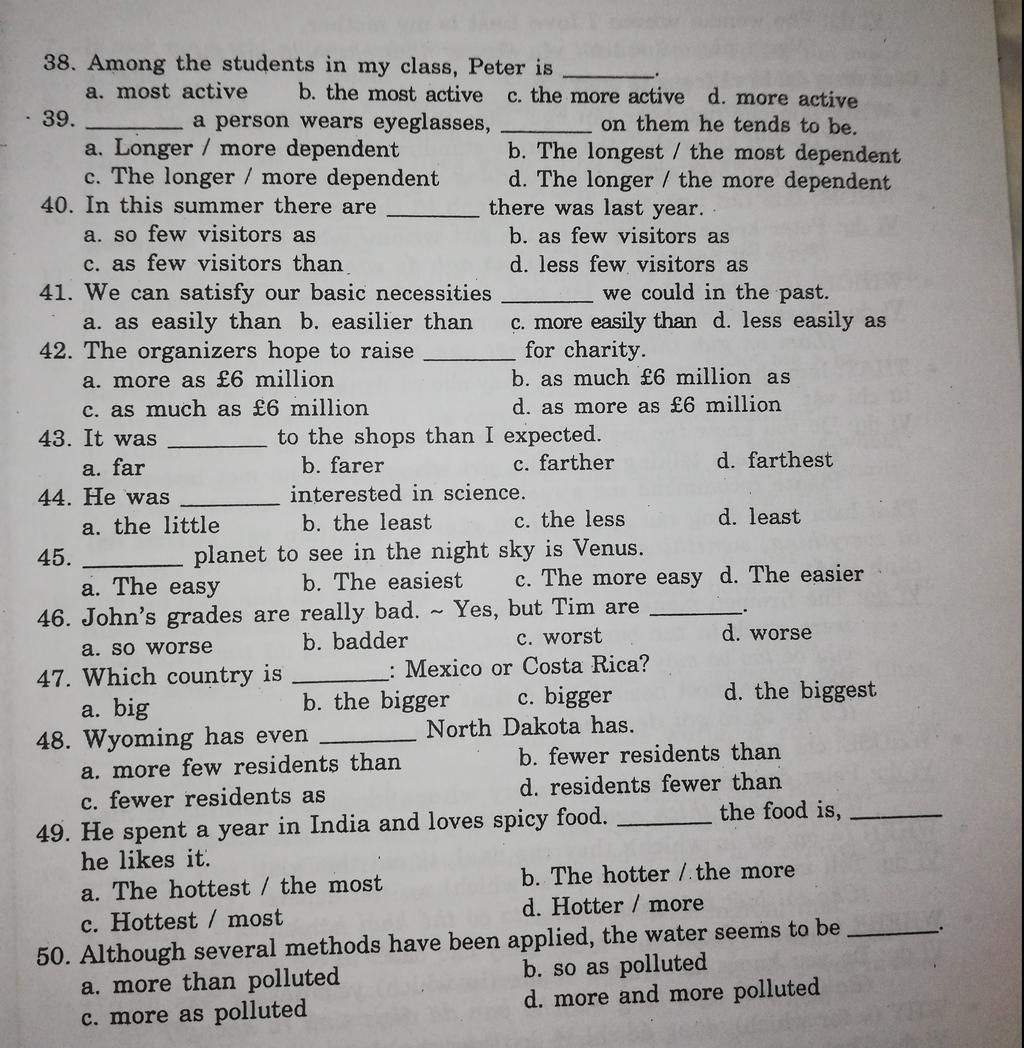 38. Among the students in my class, Peter is ________.
a. most active b. the most active c. the more active d. more active
39. ________ a person wears eyeglasses, ________ on them he tends to be.
a. Longer / more dependent b. The longest / the most dependent
c. The longer / more dependent d. The longer / the more dependent
40. In this summer there are ________ there was last year.
a. so few visitors as b. as few visitors as
c. as few visitors than d. less few visitors as
41. We can satisfy our basic necessities ________ we could in the past.
a. as easily than b. easilier than c. more easily than d. less easily as
42. The organizers hope to raise ________ for charity.
a. more as £6 million b. as much £6 million as
c. as much as £6 million d. as more as £6 million
43. It was ________ to the shops than I expected.
a. far b. farer c. farther d. farthest
44. He was ________ interested in science.
a. the little b. the least c. the less d. least
45. ________ planet to see in the night sky is Venus.
a. The easy b. The easiest c. The more easy d. The easier
46. John's grades are really bad. ~ Yes, but Tim are ________.
a. so worse b. badder c. worst d. worse
47. Which country is ________: Mexico or Costa Rica?
a. big b. the bigger c. bigger d. the biggest
48. Wyoming has even ________ North Dakota has.
a. more few residents than b. fewer residents than
c. fewer residents as d. residents fewer than
49. He spent a year in India and loves spicy food. ________ the food is, ________
he likes it.
a. The hottest / the most b. The hotter / the more
c. Hottest / most d. Hotter / more
50. Although several methods have been applied, the water seems to be ________.
a. more than polluted b. so as polluted
c. more as polluted d. more and more polluted